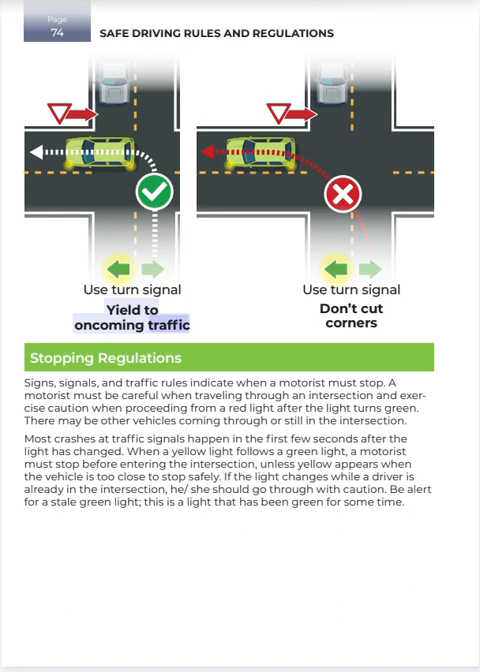 Page
74
SAFE DRIVING RULES AND REGULATIONS
Use turn signal
Yield to
oncoming traffic
Use turn signal
Don't cut
corners
Stopping Regulations
Signs, signals, and traffic rules indicate when a motorist must stop. A
motorist must be careful when traveling through an intersection and exer-
cise caution when proceeding from a red light after the light turns green.
There may be other vehicles coming through or still in the intersection.
Most crashes at traffic signals happen in the first few seconds after the
light has changed. When a yellow light follows a green light, a motorist
must stop before entering the intersection, unless yellow appears when
the vehicle is too close to stop safely. If the light changes while a driver is
already in the intersection, he/ she should go through with caution. Be alert
for a stale green light; this is a light that has been green for some time.